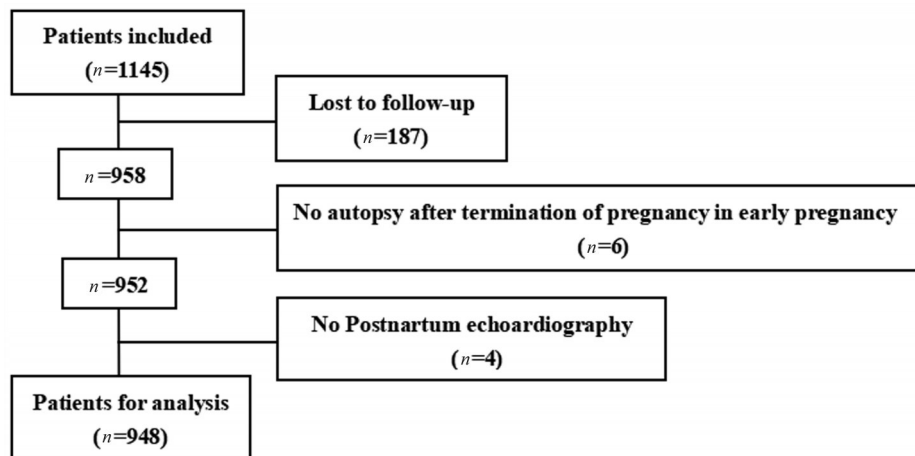 Patients included
(n=1145)
Lost to follow-up
(n=187)
n=958
No autopsy after termination of pregnancy in early pregnancy
(n=6)
n=952
No Postnartum echoardiography
(n=4)
Patients for analysis
(n=948)